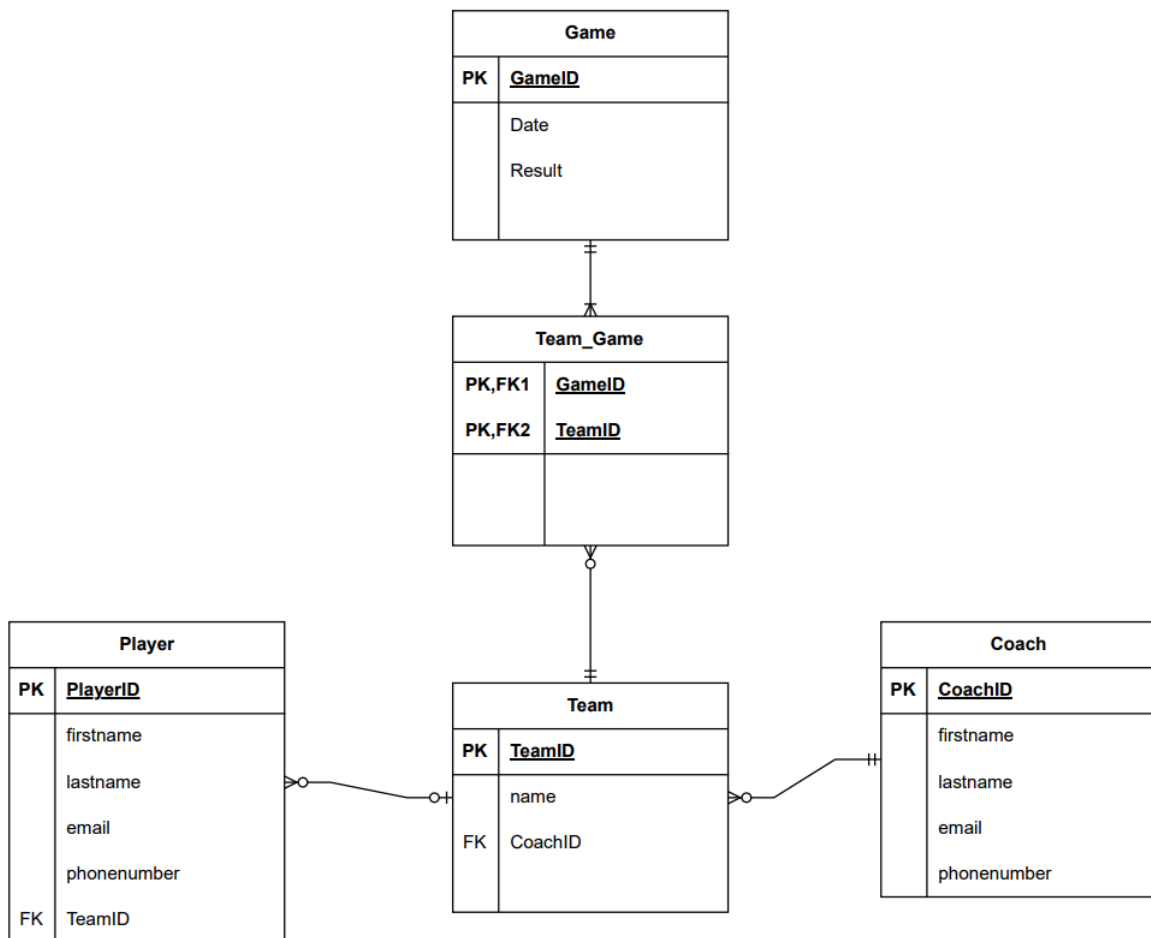 Game
PK GameID
Date
Result
Team_Game
PK,FK1 GameID
PK,FK2 TeamID
Player
PK PlayerID
firstname
lastname
email
phonenumber
FK TeamID
Team
PK TeamID
name
FK CoachID
Coach
PK CoachID
firstname
lastname
email
phonenumber